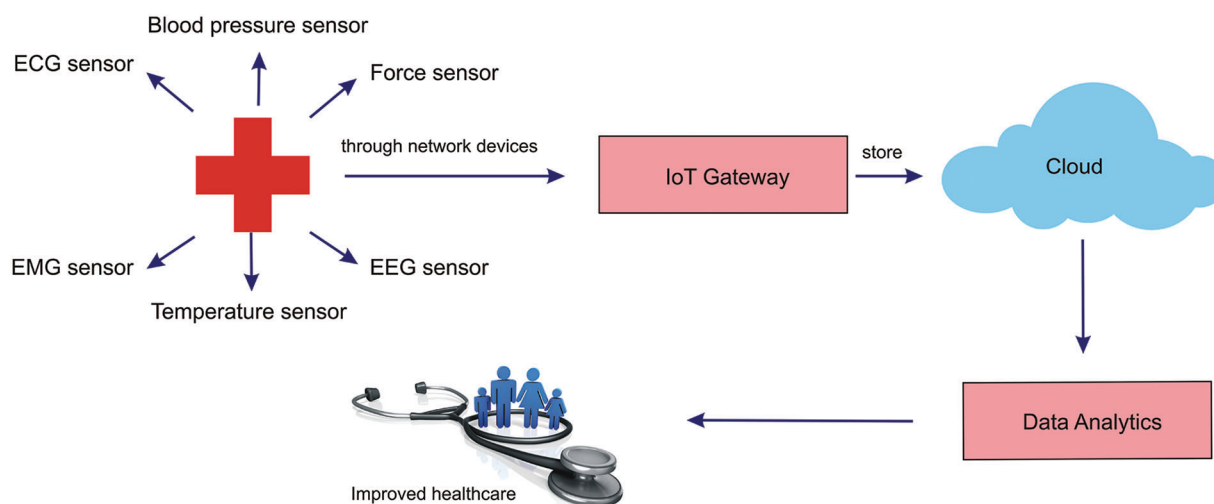 Blood pressure sensor
ECG sensor
Force sensor
through network devices
IoT Gateway
store
Cloud
EMG sensor
EEG sensor
Temperature sensor
Data Analytics
Improved healthcare